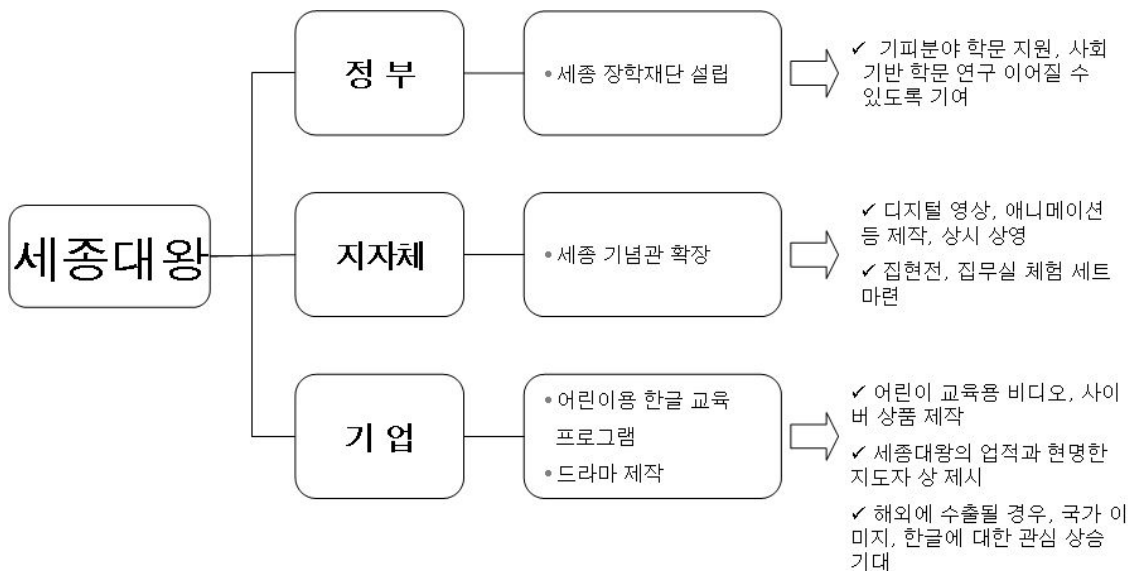 세종대왕
정 부
• 세종 장학재단 설립
✓ 기피분야 학문 지원, 사회
기반 학문 연구 이어질 수
있도록 기여
지자체
• 세종 기념관 확장
✓ 디지털 영상, 애니메이션
등 제작, 상시 상영
✓ 집현전, 집무실 체험 세트
마련
기 업
• 어린이용 한글 교육
프로그램
• 드라마 제작
✓ 어린이 교육용 비디오, 사이
버 상품 제작
✓ 세종대왕의 업적과 현명한
지도자 상 제시
✓ 해외에 수출될 경우, 국가 이
미지, 한글에 대한 관심 상승
기대